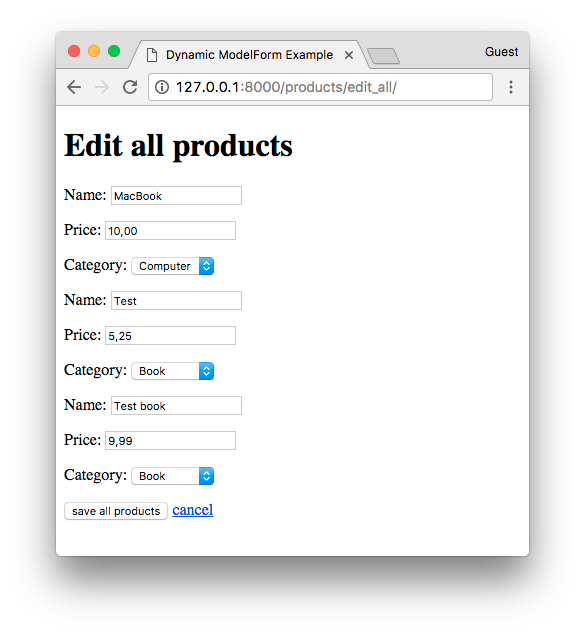 Dynamic ModelForm Example
Guest
127.0.0.1:8000/products/edit_all/
Edit all products
Name: MacBook
Price: 10,00
Category: Computer
Name: Test
Price: 5,25
Category: Book
Name: Test book
Price: 9,99
Category: Book
save all products cancel